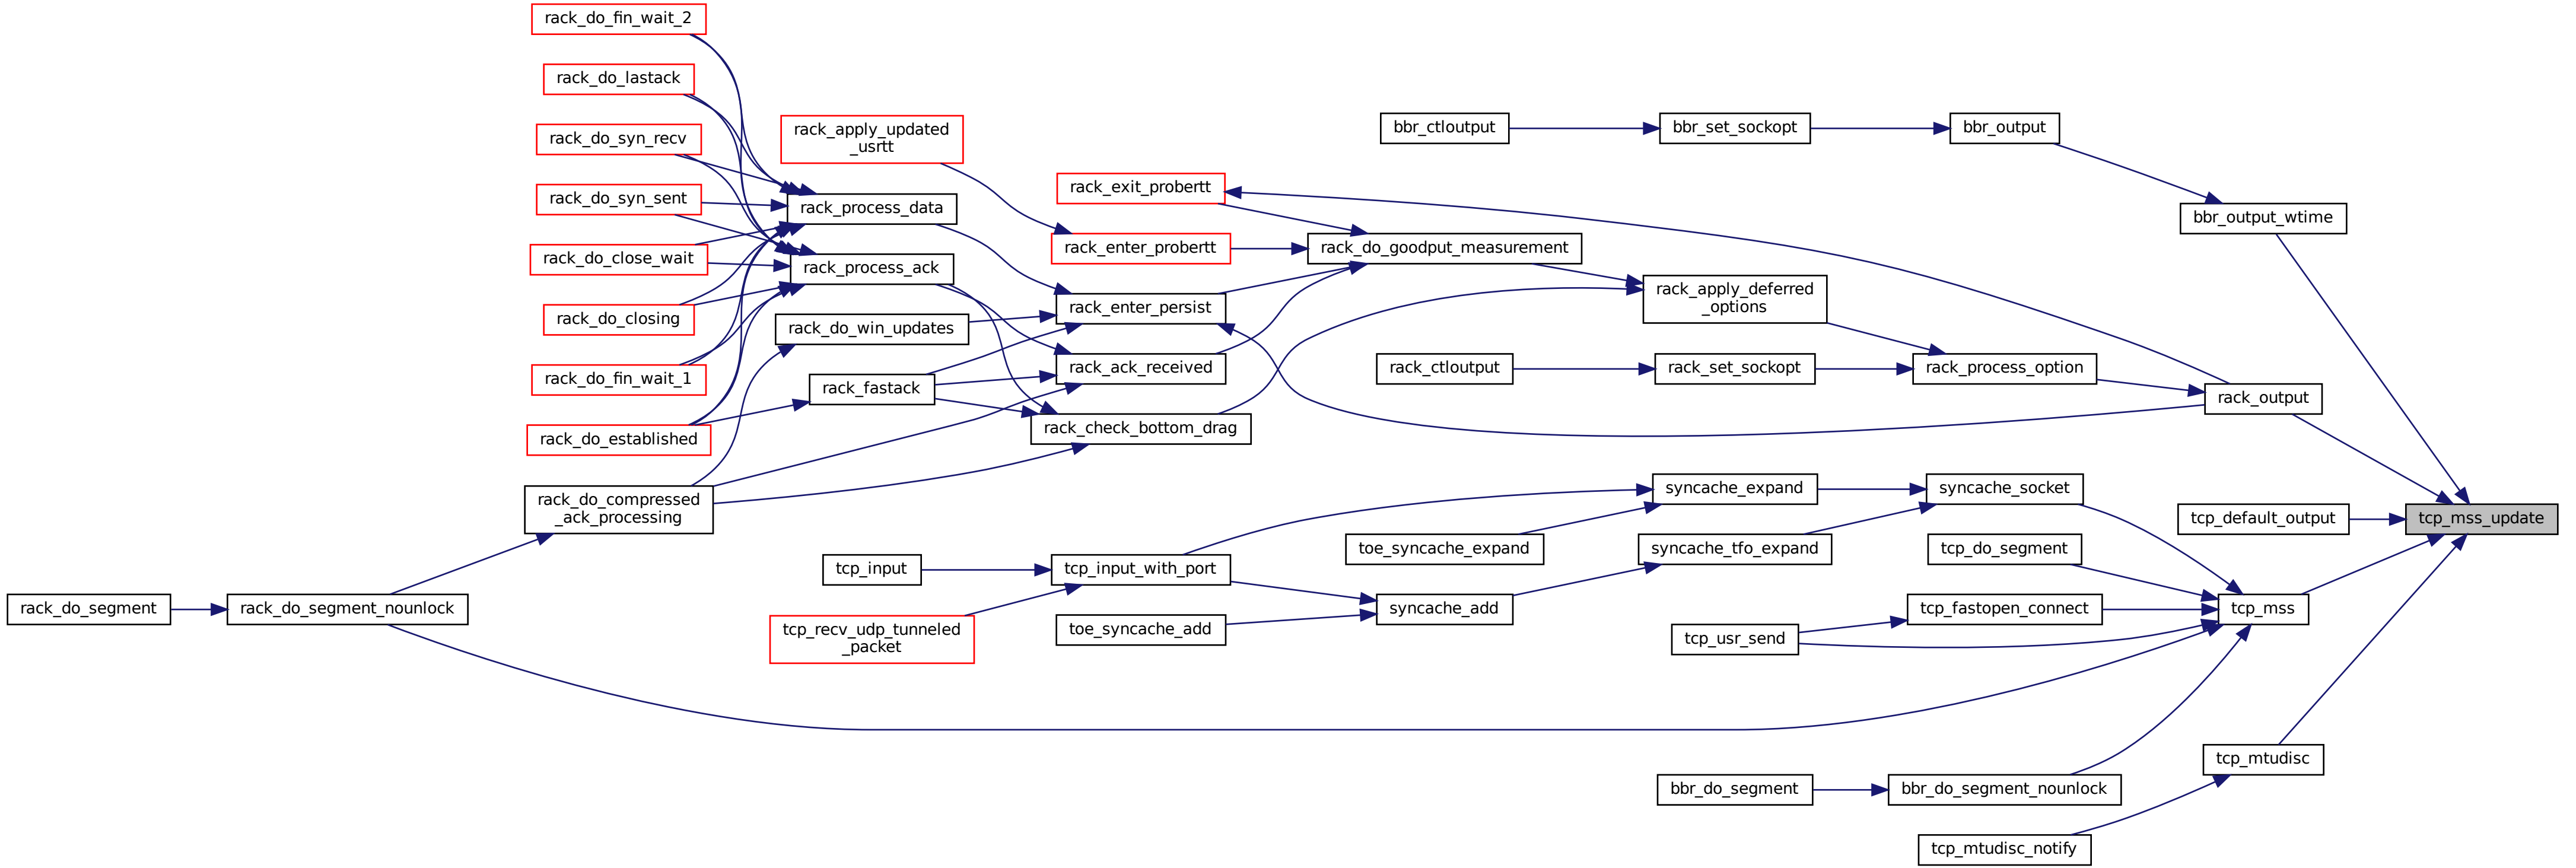 rack_do_fin_wait_2
rack_do_lastack
rack_do_syn_recv
rack_do_syn_sent
rack_do_close_wait
rack_do_closing
rack_do_fin_wait_1
rack_do_established
rack_do_compressed
_ack_processing
rack_do_segment
rack_do_segment_nounlock
rack_apply_updated
_usrtt
rack_process_data
rack_process_ack
rack_do_win_updates
rack_fastack
tcp_input
tcp_recv_udp_tunneled
_packet
rack_exit_probertt
rack_enter_probertt
rack_enter_persist
rack_ack_received
rack_check_bottom_drag
tcp_input_with_port
toe_syncache_add
bbr_ctloutput
rack_do_goodput_measurement
rack_ctloutput
toe_syncache_expand
syncache_add
bbr_set_sockopt
rack_apply_deferred
_options
rack_set_sockopt
syncache_expand
syncache_tfo_expand
tcp_usr_send
bbr_do_segment
bbr_output
rack_process_option
syncache_socket
tcp_do_segment
tcp_fastopen_connect
bbr_do_segment_nounlock
tcp_mtudisc_notify
bbr_output_wtime
rack_output
tcp_default_output
tcp_mss
tcp_mtudisc
tcp_mss_update